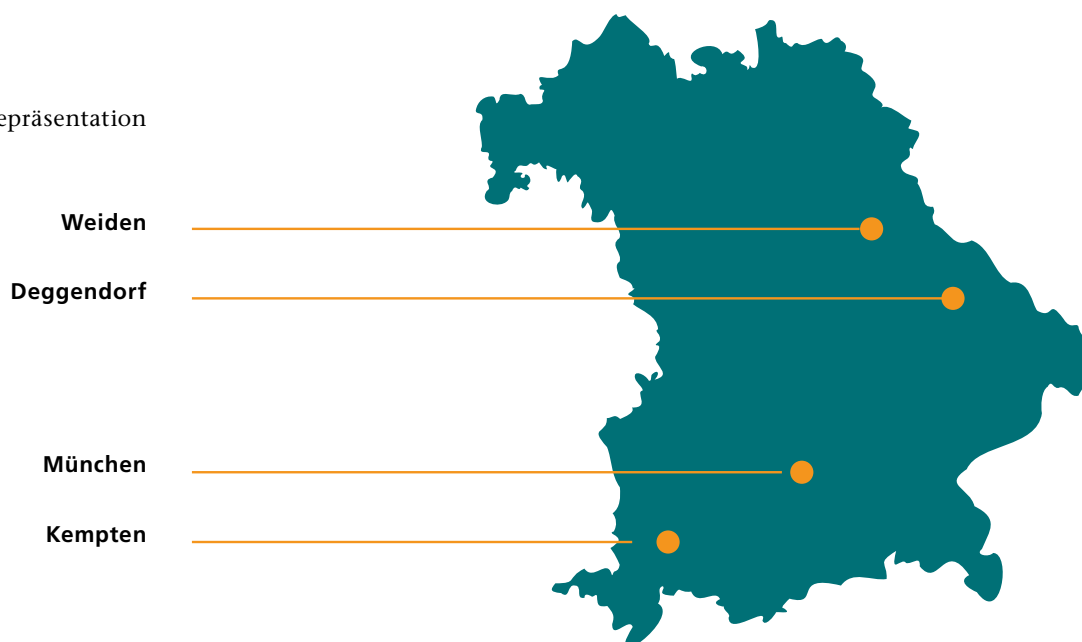 epräsentation
Weiden
Deggendorf
München
Kempten